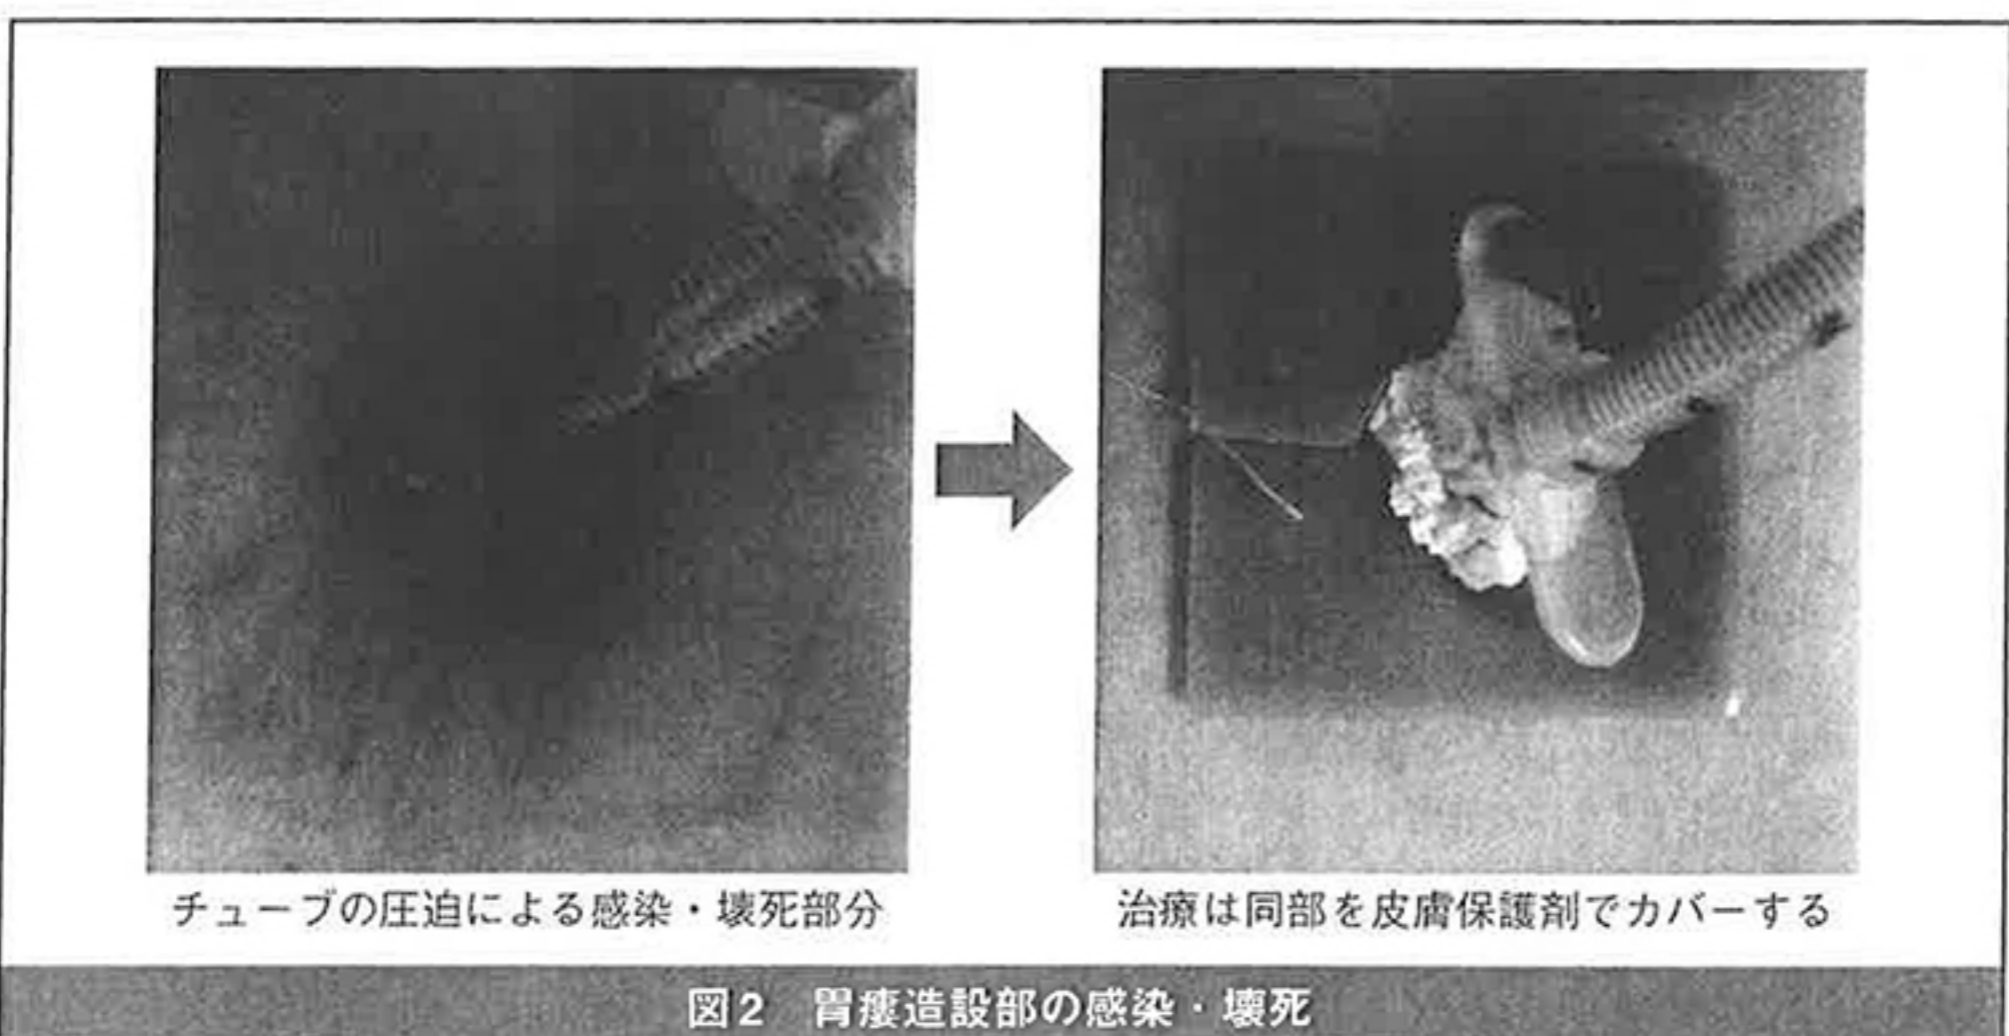 チューブの圧迫による感染・壊死部分
治療は同部を皮膚保護剤でカバーする
図2 胃瘻造設部の感染・壊死